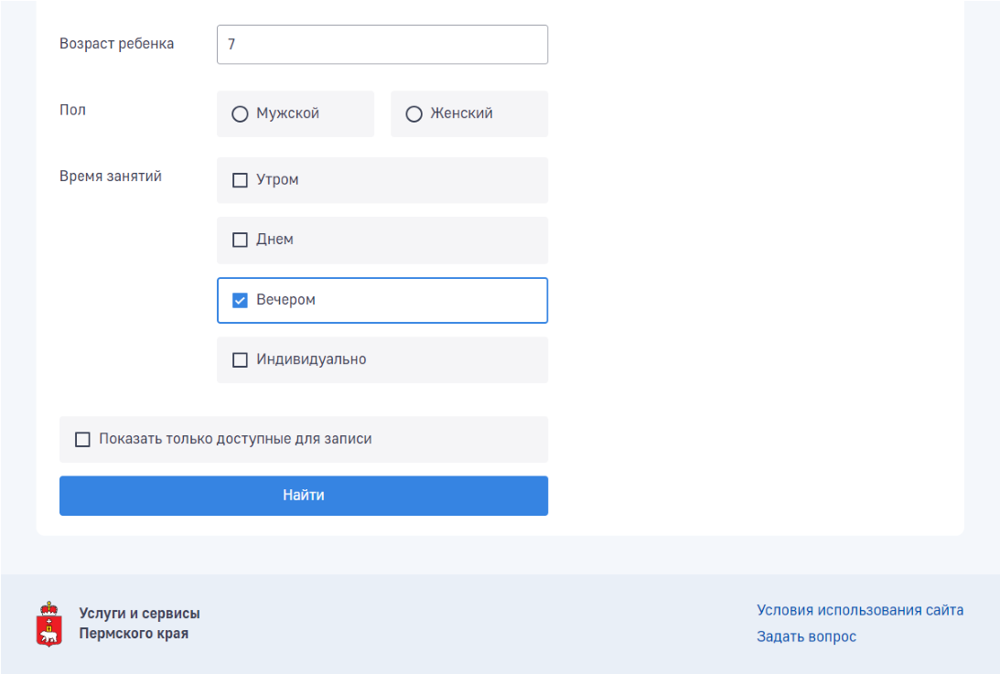 Возраст ребенка
7
Пол
Мужской
Женский
Время занятий
Утром
Днем
Вечером
Индивидуально
Показать только доступные для записи
Найти
Услуги и сервисы
Пермского края
Условия использования сайта
Задать вопрос